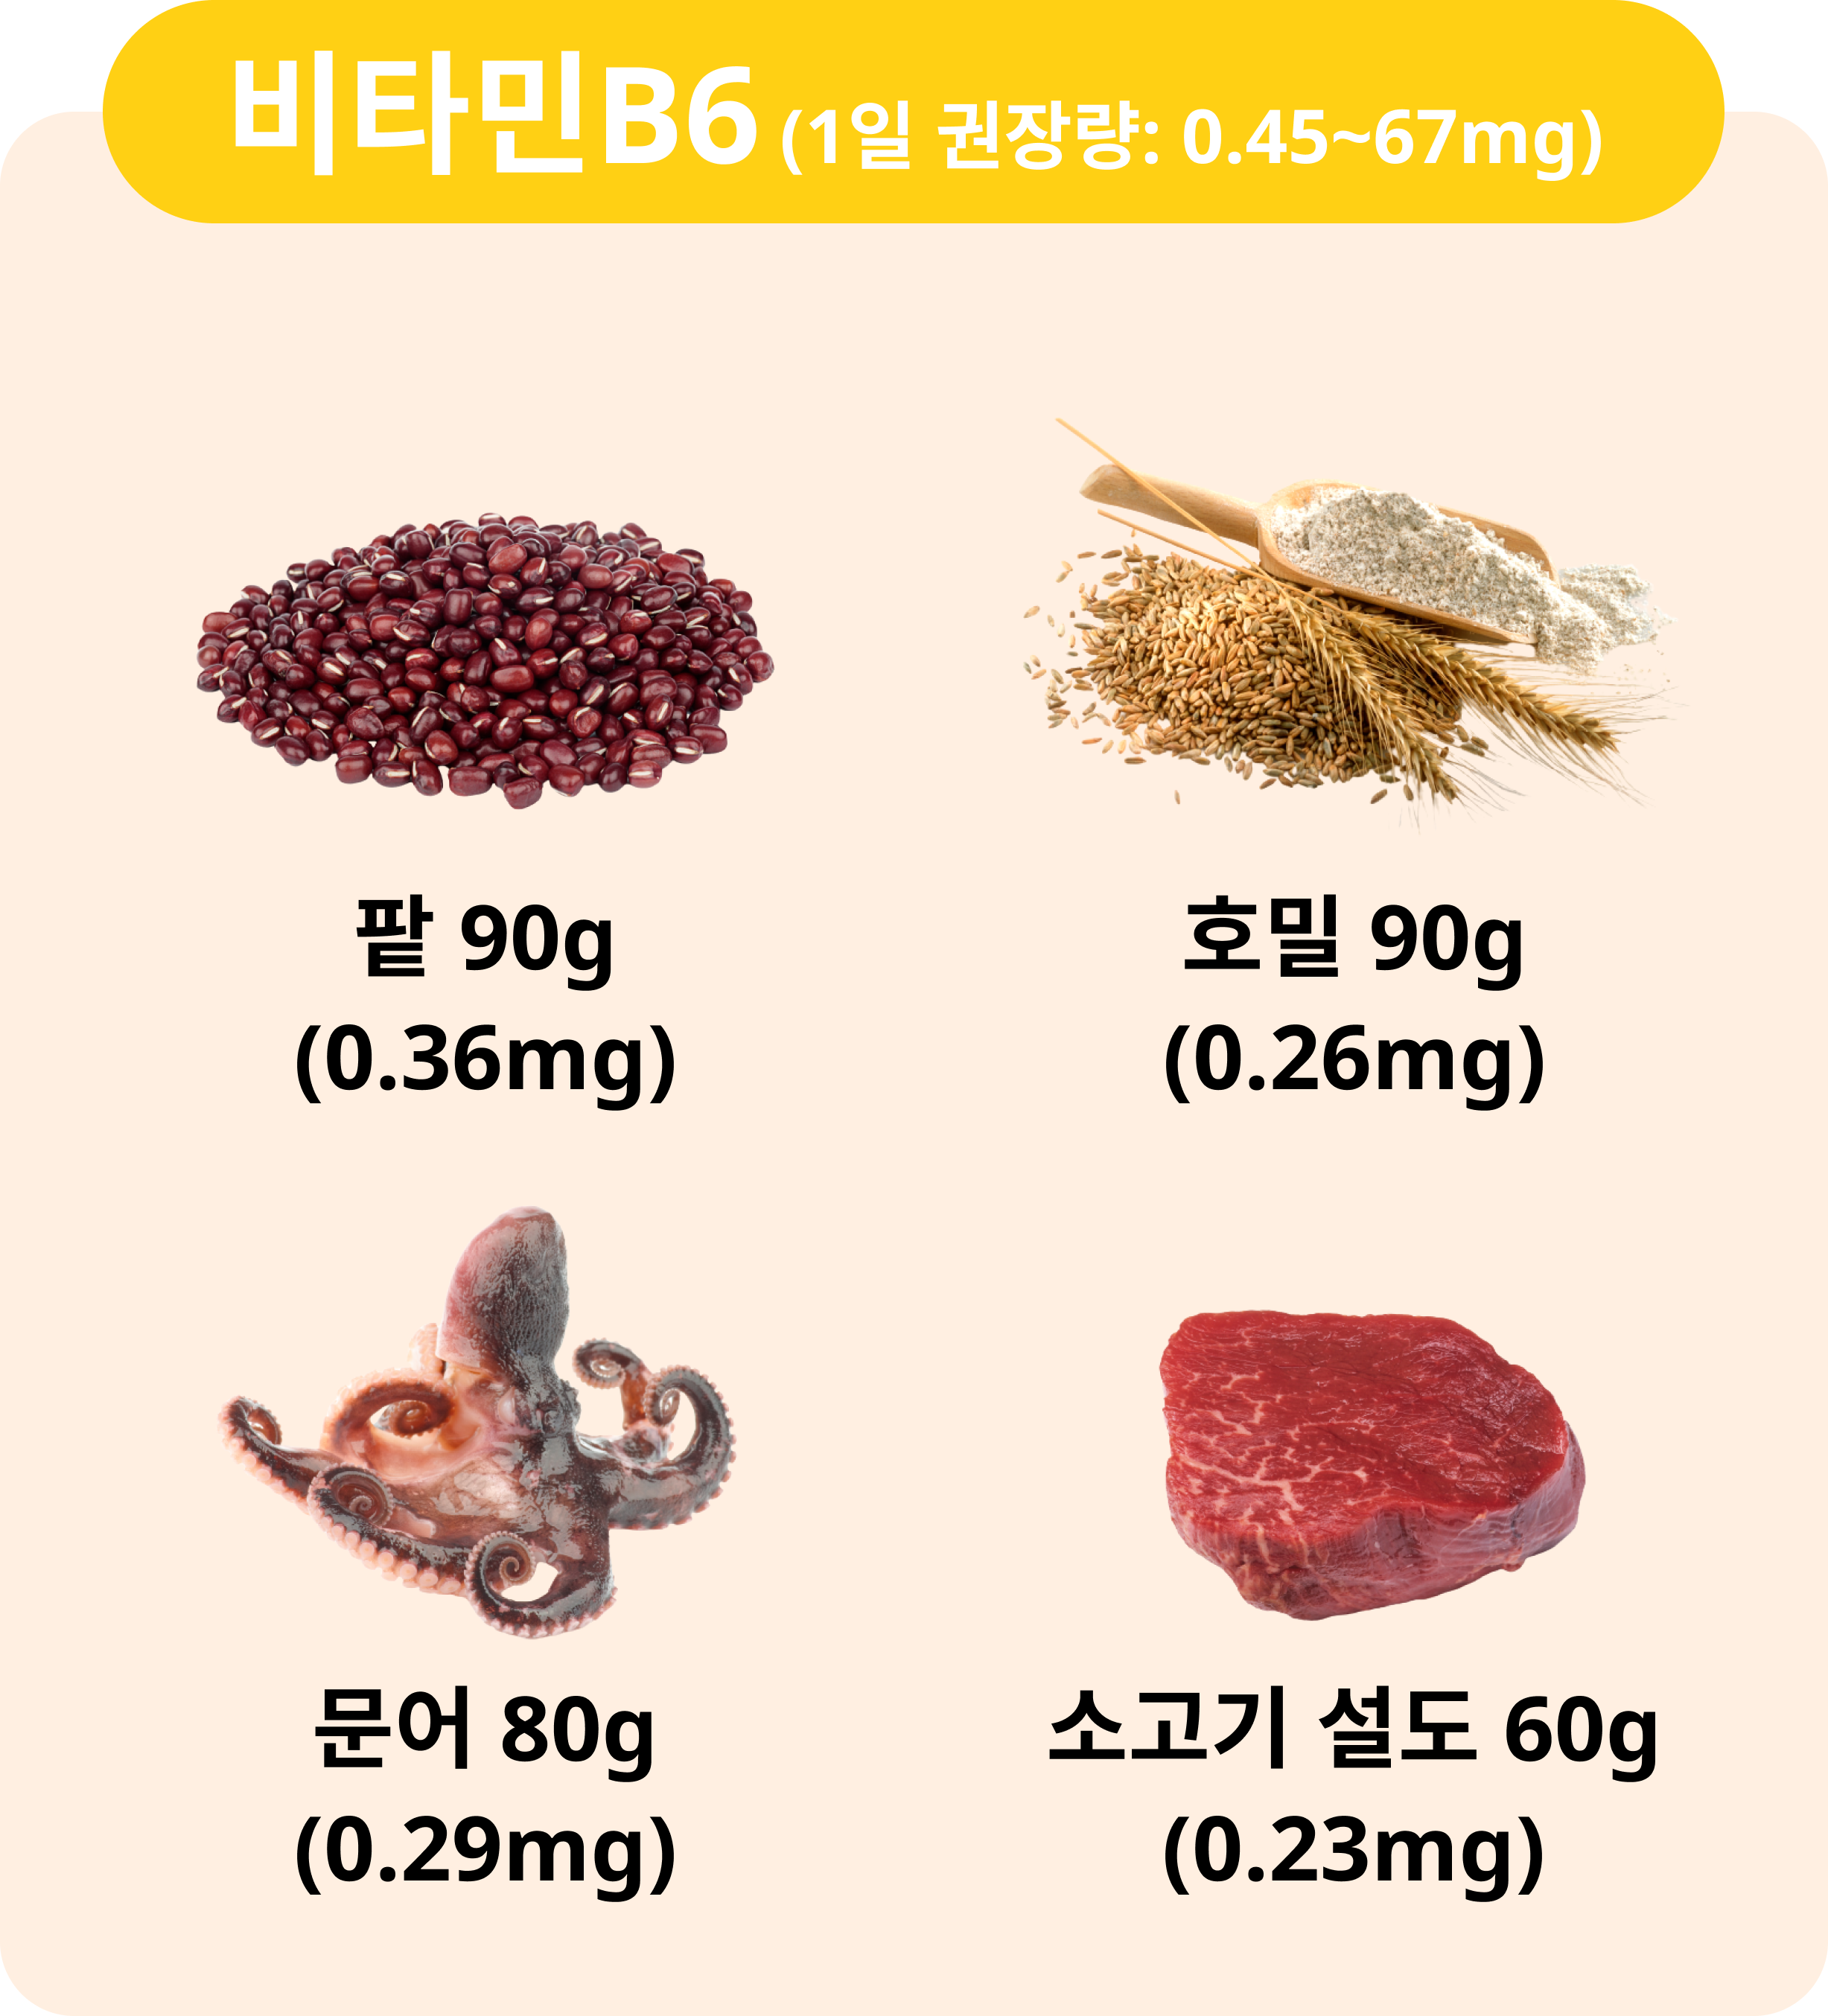 비타민B6 (1일 권장량: 0.45~67mg)
팥 90g
(0.36mg)
호밀 90g
(0.26mg)
문어 80g
(0.29mg)
소고기 설도 60g
(0.23mg)